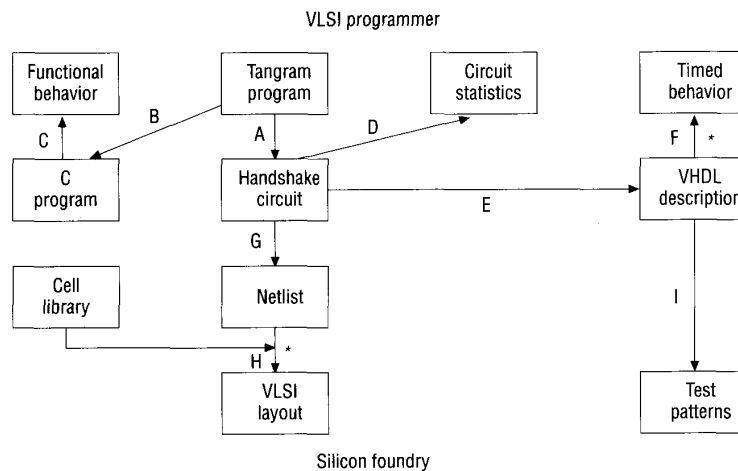 VLSI programmer
Functional
behavior
Tangram
program
Circuit
statistics
Timed
behavior
B
C
A
D
F
*
C
program
Handshake
circuit
VHDL
description
E
G
Cell
library
Netlist
I
H
*
VLSI
layout
Test
patterns
Silicon foundry